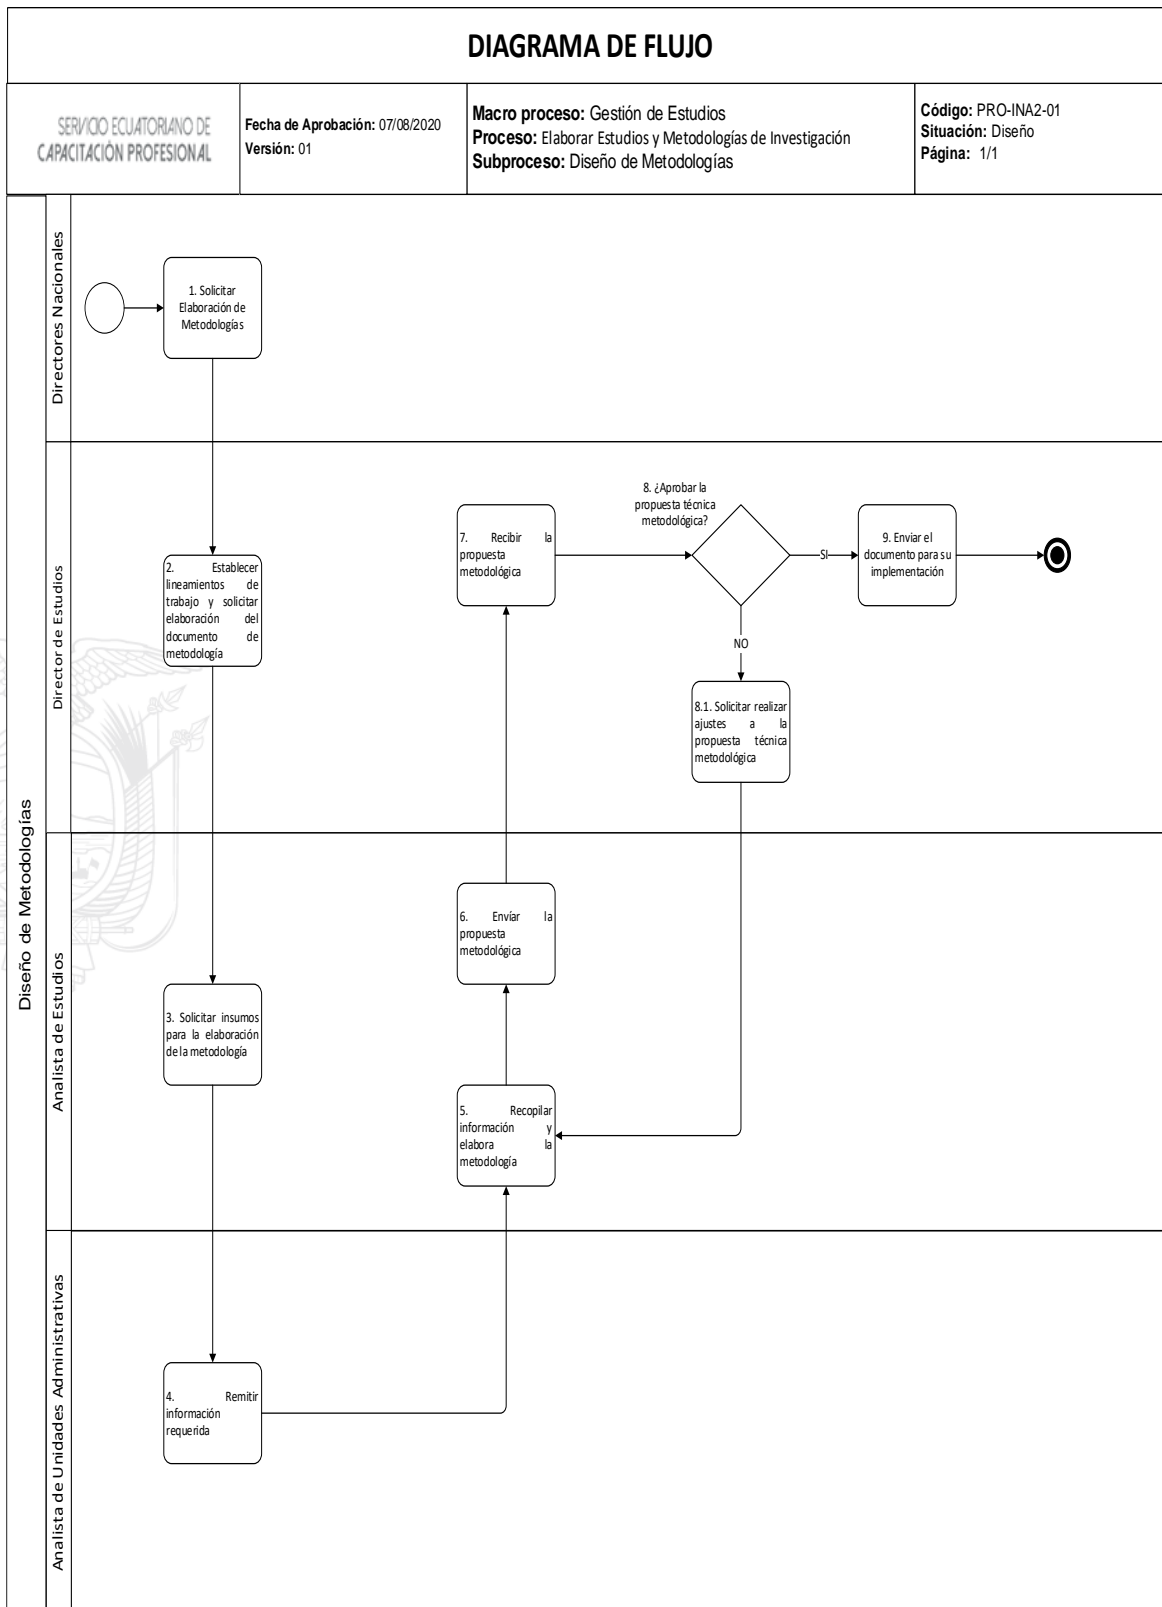 DIAGRAMA DE FLUJO
SERVICIO ECUATORIANO DE
CAPACITACIÓN PROFESIONAL
Fecha de Aprobación: 07/08/2020
Versión: 01
Macro proceso: Gestión de Estudios
Proceso: Elaborar Estudios y Metodologías de Investigación
Subproceso: Diseño de Metodologías
Código: PRO-INA2-01
Situación: Diseño
Página: 1/1
Diseño de Metodologías
Directores Nacionales
1. Solicitar
Elaboración de
Metodologías
Director de Estudios
2. Establecer
lineamientos de
trabajo y solicitar
elaboración del
documento de
metodología
7. Recibir la
propuesta
metodológica
8. ¿Aprobar la
propuesta técnica
metodológica?
SI
9. Enviar el
documento para su
implementación
NO
8.1. Solicitar realizar
ajustes a la
propuesta técnica
metodológica
Analista de Estudios
6. Envíar la
propuesta
metodológica
3. Solicitar insumos
para la elaboración
de la metodología
5. Recopilar
información y
elabora la
metodología
Analista de Unidades Administrativas
4. Remitir
información
requerida